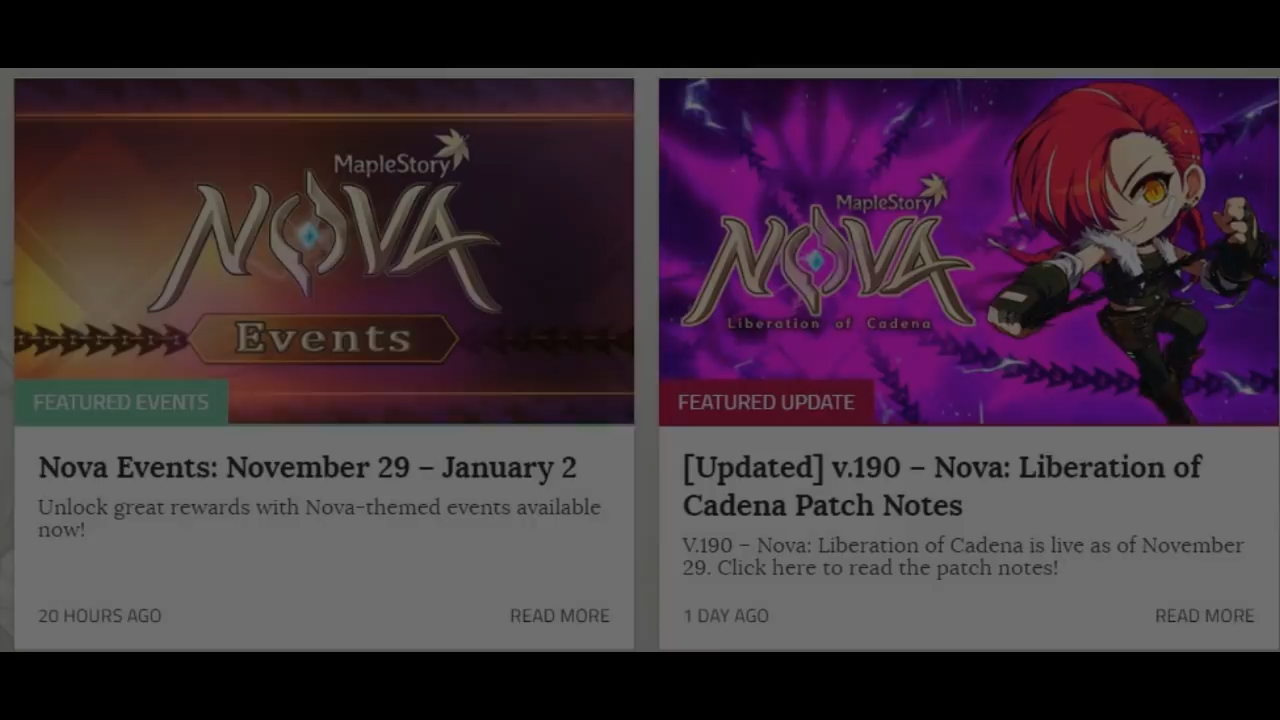 MapleStory
NOVA
Events
FEATURED EVENTS
Nova Events: November 29 – January 2
Unlock great rewards with Nova-themed events available
now!
20 HOURS AGO
READ MORE
MapleStory
NOVA
Liberation of Cadena
FEATURED UPDATE
[Updated] v.190 – Nova: Liberation of
Cadena Patch Notes
V.190 – Nova: Liberation of Cadena is live as of November
29. Click here to read the patch notes!
1 DAY AGO
READ MORE